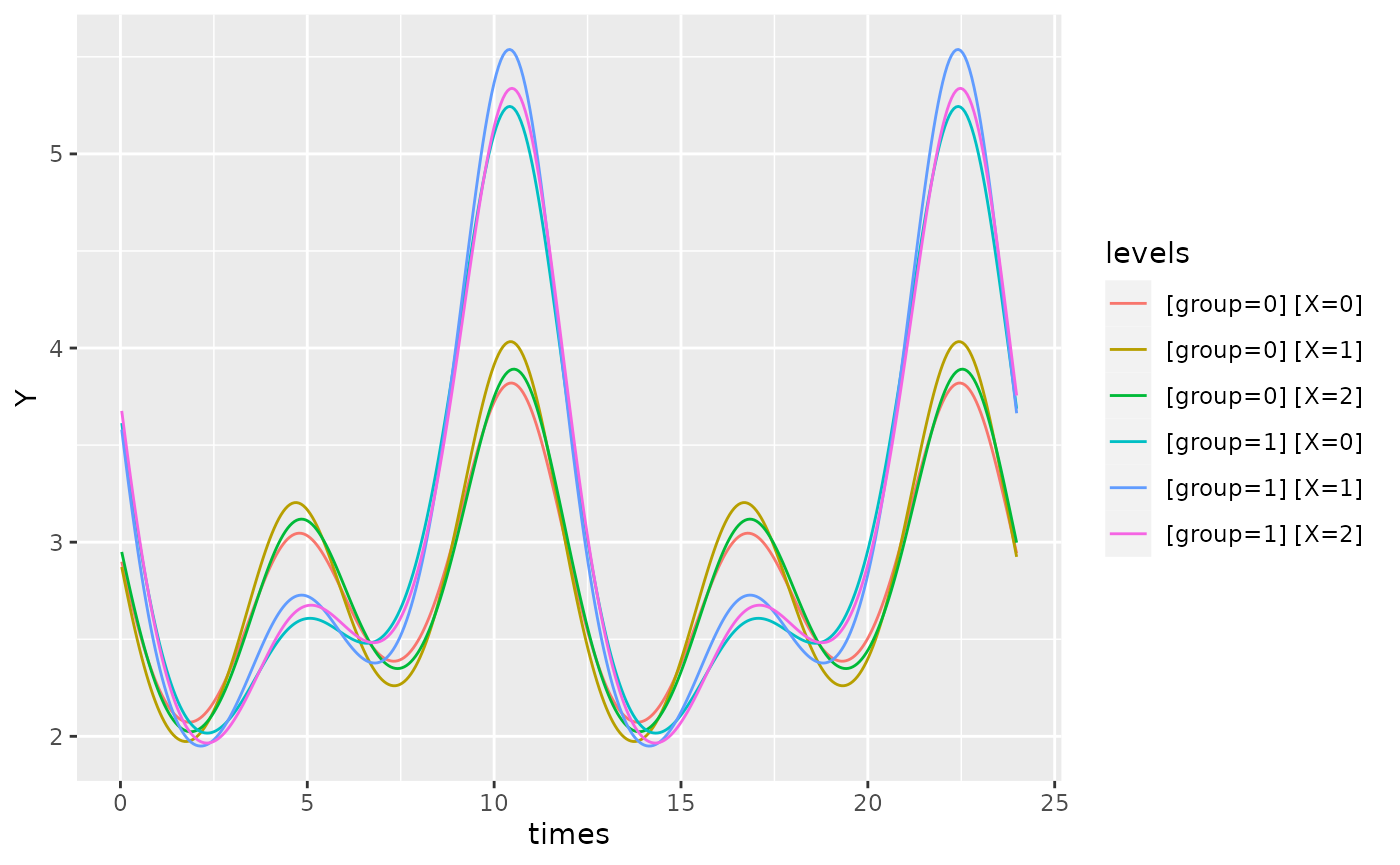 5
4
3
2
Y
0 5 10 15 20 25
times
levels
[group=0] [X=0]
[group=0] [X=1]
[group=0] [X=2]
[group=1] [X=0]
[group=1] [X=1]
[group=1] [X=2]